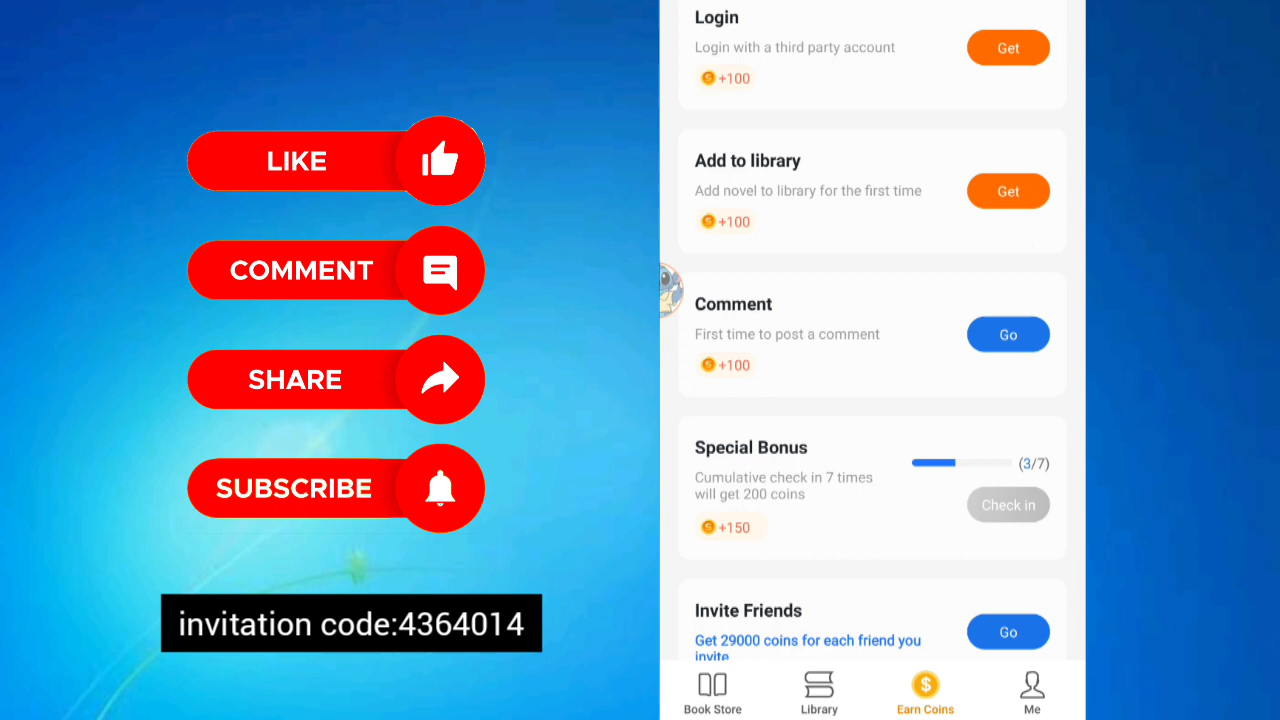 LIKE
COMMENT
SHARE
SUBSCRIBE
invitation code:4364014
Login
Login with a third party account
+100
Get
Add to library
Add novel to library for the first time
+100
Get
Comment
First time to post a comment
+100
Go
Special Bonus
(3/7)
Cumulative check in 7 times
will get 200 coins
Check in
+150
Invite Friends
Get 29000 coins for each friend you
invite
Go
Book Store
Library
Earn Coins
Me